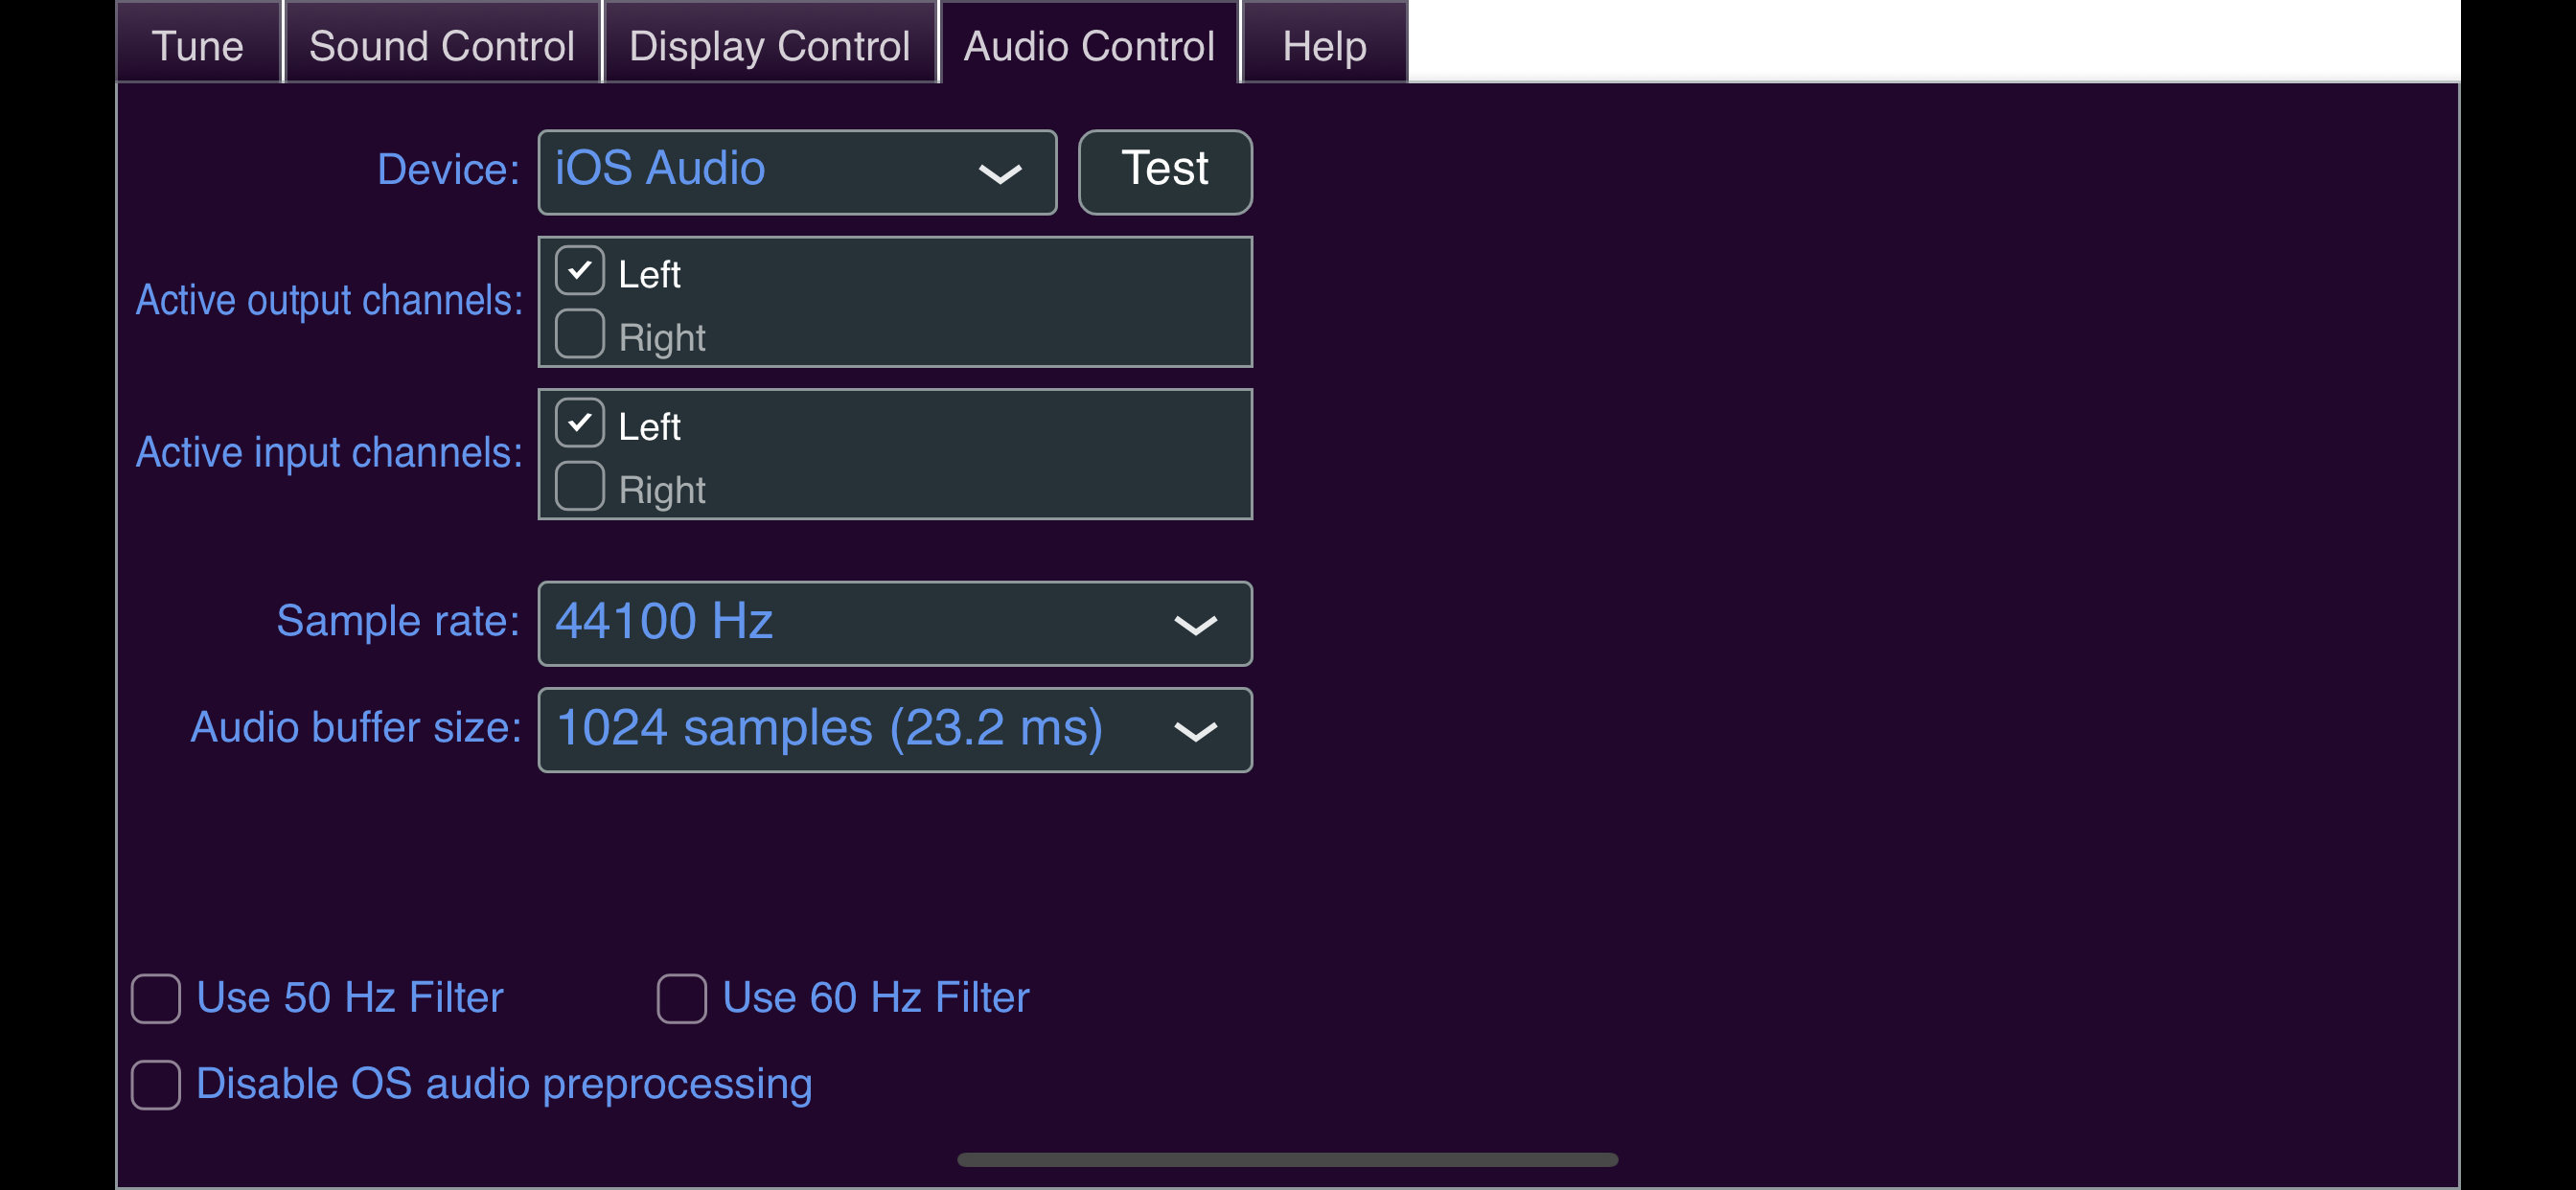 Tune Sound Control Display Control Audio Control Help
Device: iOS Audio Test
Active output channels: Left
Right
Active input channels: Left
Right
Sample rate: 44100 Hz
Audio buffer size: 1024 samples (23.2 ms)
Use 50 Hz Filter Use 60 Hz Filter
Disable OS audio preprocessing